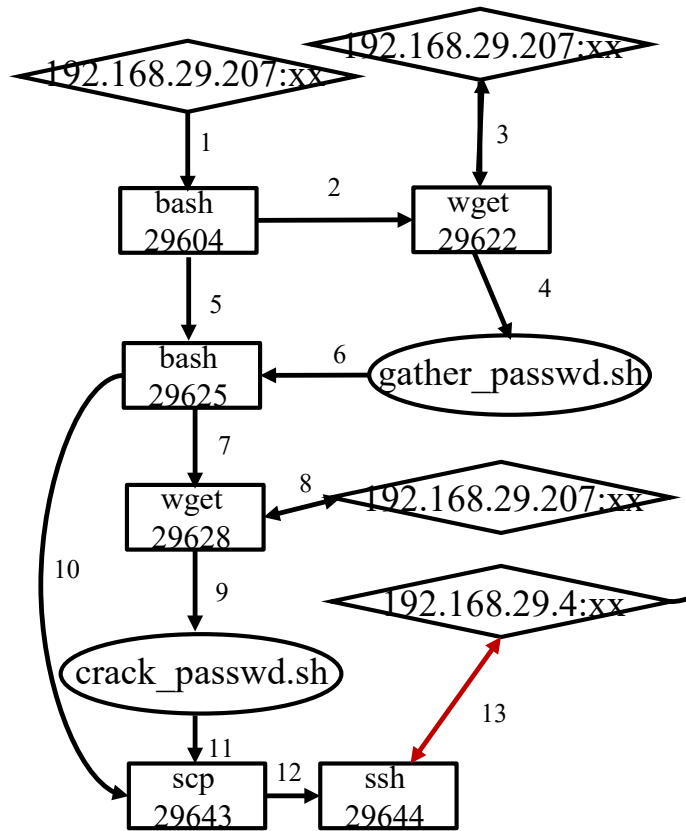 192.168.29.207:xx
192.168.29.207:xx
1
3
2
bash
29604
wget
29622
5
4
bash
29625
6
gather_passwd.sh
7
8
wget
29628
192.168.29.207:xx
10
9
192.168.29.4:xx
crack_passwd.sh
13
11
12
scp
29643
ssh
29644